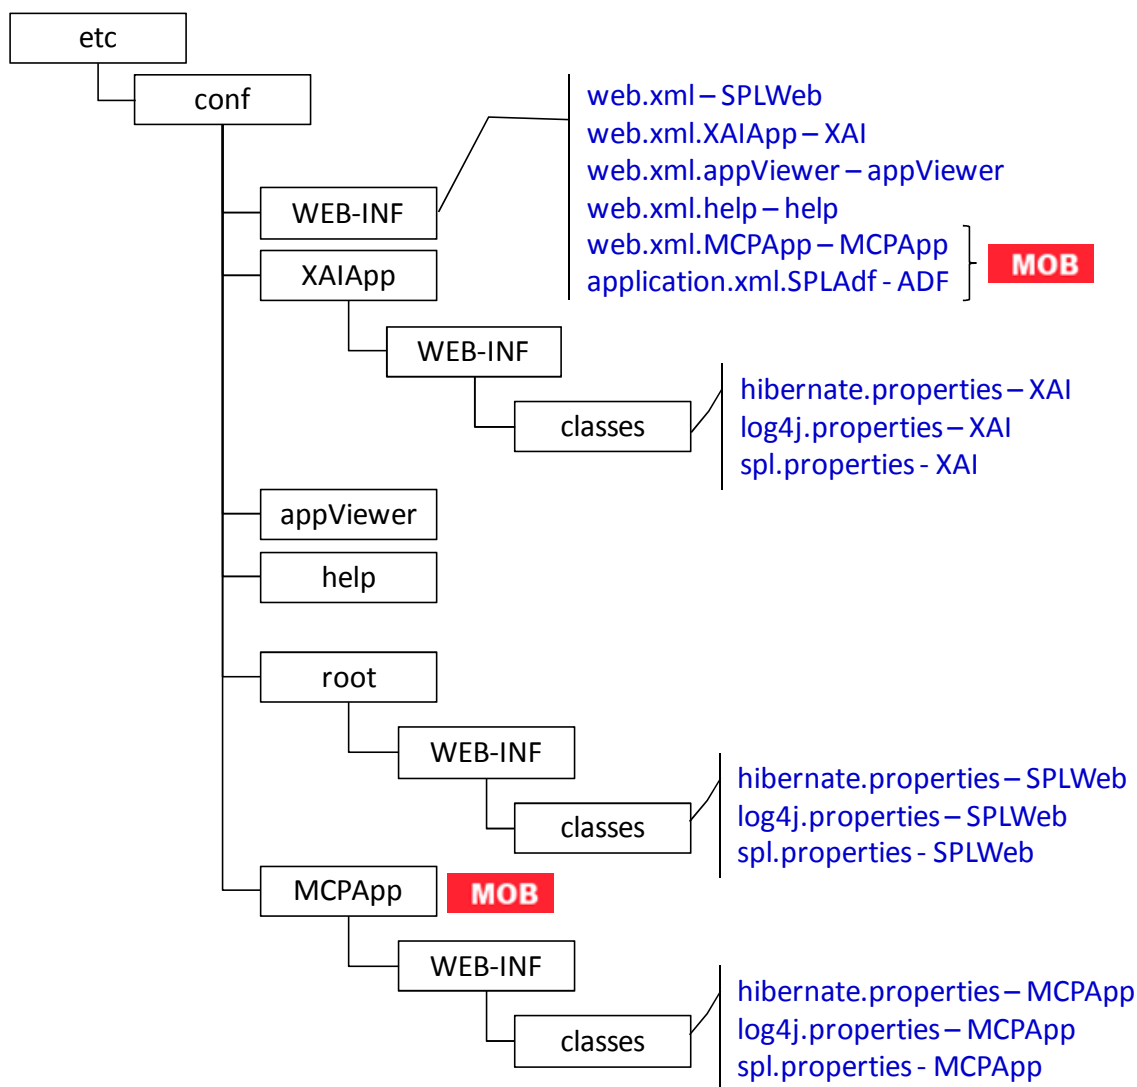 etc
conf
web.xml – SPLWeb
web.xml.XAIApp – XAI
web.xml.appViewer – appViewer
web.xml.help – help
web.xml.MCPApp – MCPApp
application.xml.SPLAdf - ADF
MOB
WEB-INF
XAIApp
WEB-INF
classes
hibernate.properties – XAI
log4j.properties – XAI
spl.properties - XAI
appViewer
help
root
WEB-INF
classes
hibernate.properties – SPLWeb
log4j.properties – SPLWeb
spl.properties - SPLWeb
MCPApp
MOB
WEB-INF
classes
hibernate.properties – MCPApp
log4j.properties – MCPApp
spl.properties - MCPApp